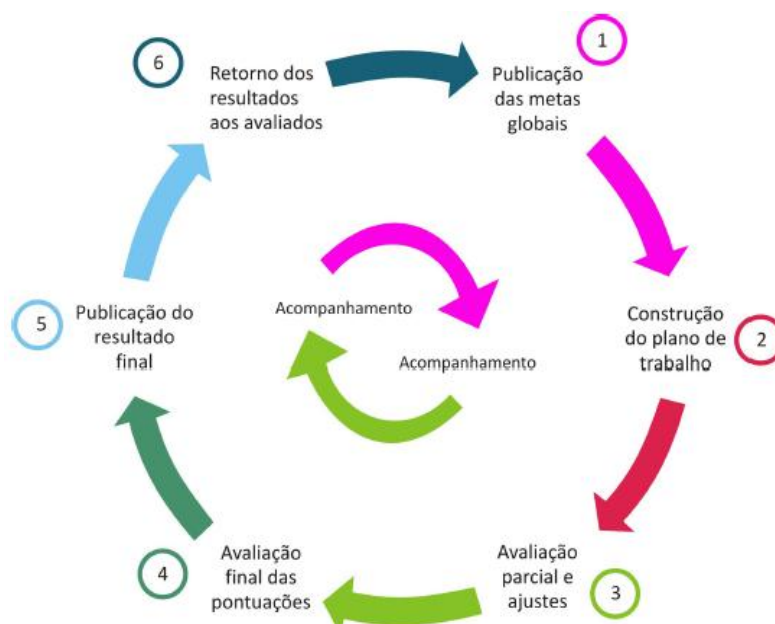 1
Publicação
das metas
globais
2
Construção
do plano de
trabalho
3
Avaliação
parcial e
ajustes
4
Avaliação
final das
pontuações
5
Publicação do
resultado
final
6
Retorno dos
resultados
aos avaliados
Acompanhamento
Acompanhamento